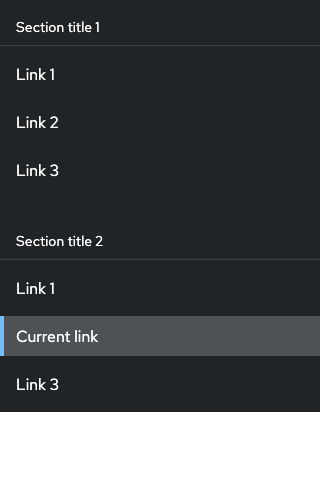 Section title 1
Link 1
Link 2
Link 3
Section title 2
Link 1
Current link
Link 3